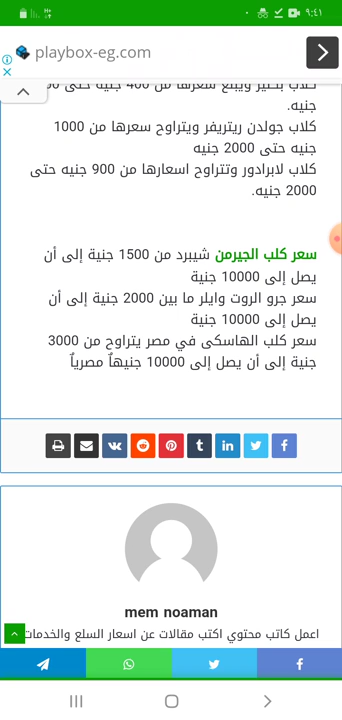 ٩:٤١
playbox-eg.com
جنيه.
كلاب جولدن ريتريفر ويتراوح سعرها من 1000
جنيه حتى 2000 جنيه
كلاب لابرادور وتتراوح اسعارها من 900 جنيه حتى
2000 جنيه.
سعر كلب الجيرمن شيبرد من 1500 جنية إلى أن
يصل إلى 10000 جنية
سعر جرو الروت وايلر ما بين 2000 جنية إلى أن
يصل إلى 10000 جنية
سعر كلب الهاسكى في مصر يتراوح من 3000
جنية إلى أن يصل إلى 10000 جنيهاٌ مصرياٌ
mem noaman
اعمل كاتب محتوي اكتب مقالات عن اسعار السلع والخدمات